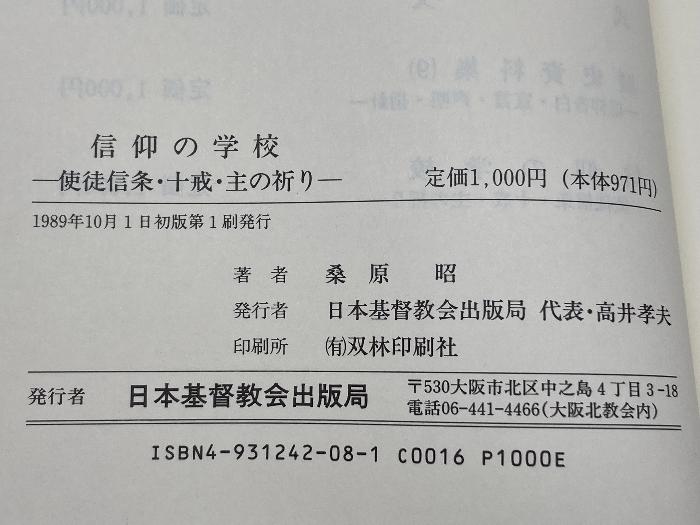 信仰の学校
―使徒信条・十戒・主の祈り―　定価1,000円（本体971円）
1989年10月1日初版第1刷発行
著者　桑原　昭
発行者　日本基督教会出版局　代表・高井孝夫
印刷所　㈲双林印刷社
発行者　日本基督教会出版局
〒530大阪市北区中之島4丁目3-18
電話06-441-4466（大阪北教会内）
ISBN4-931242-08-1 C0016 P1000E